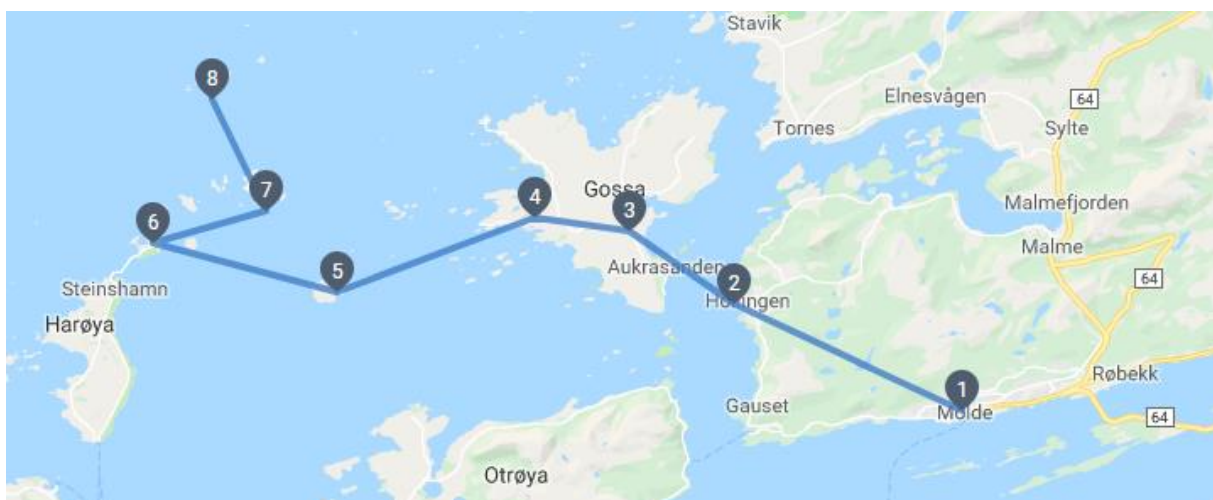 Stavik
8
Elnesvågen
64
Tornes
Sylte
7
Gossa
4
3
Malmefjorden
6
Malme
5
Aukrasanden
2
64
Steinshamn
Harøya
Røbekk
1
Gauset
Molde
64
Otrøya